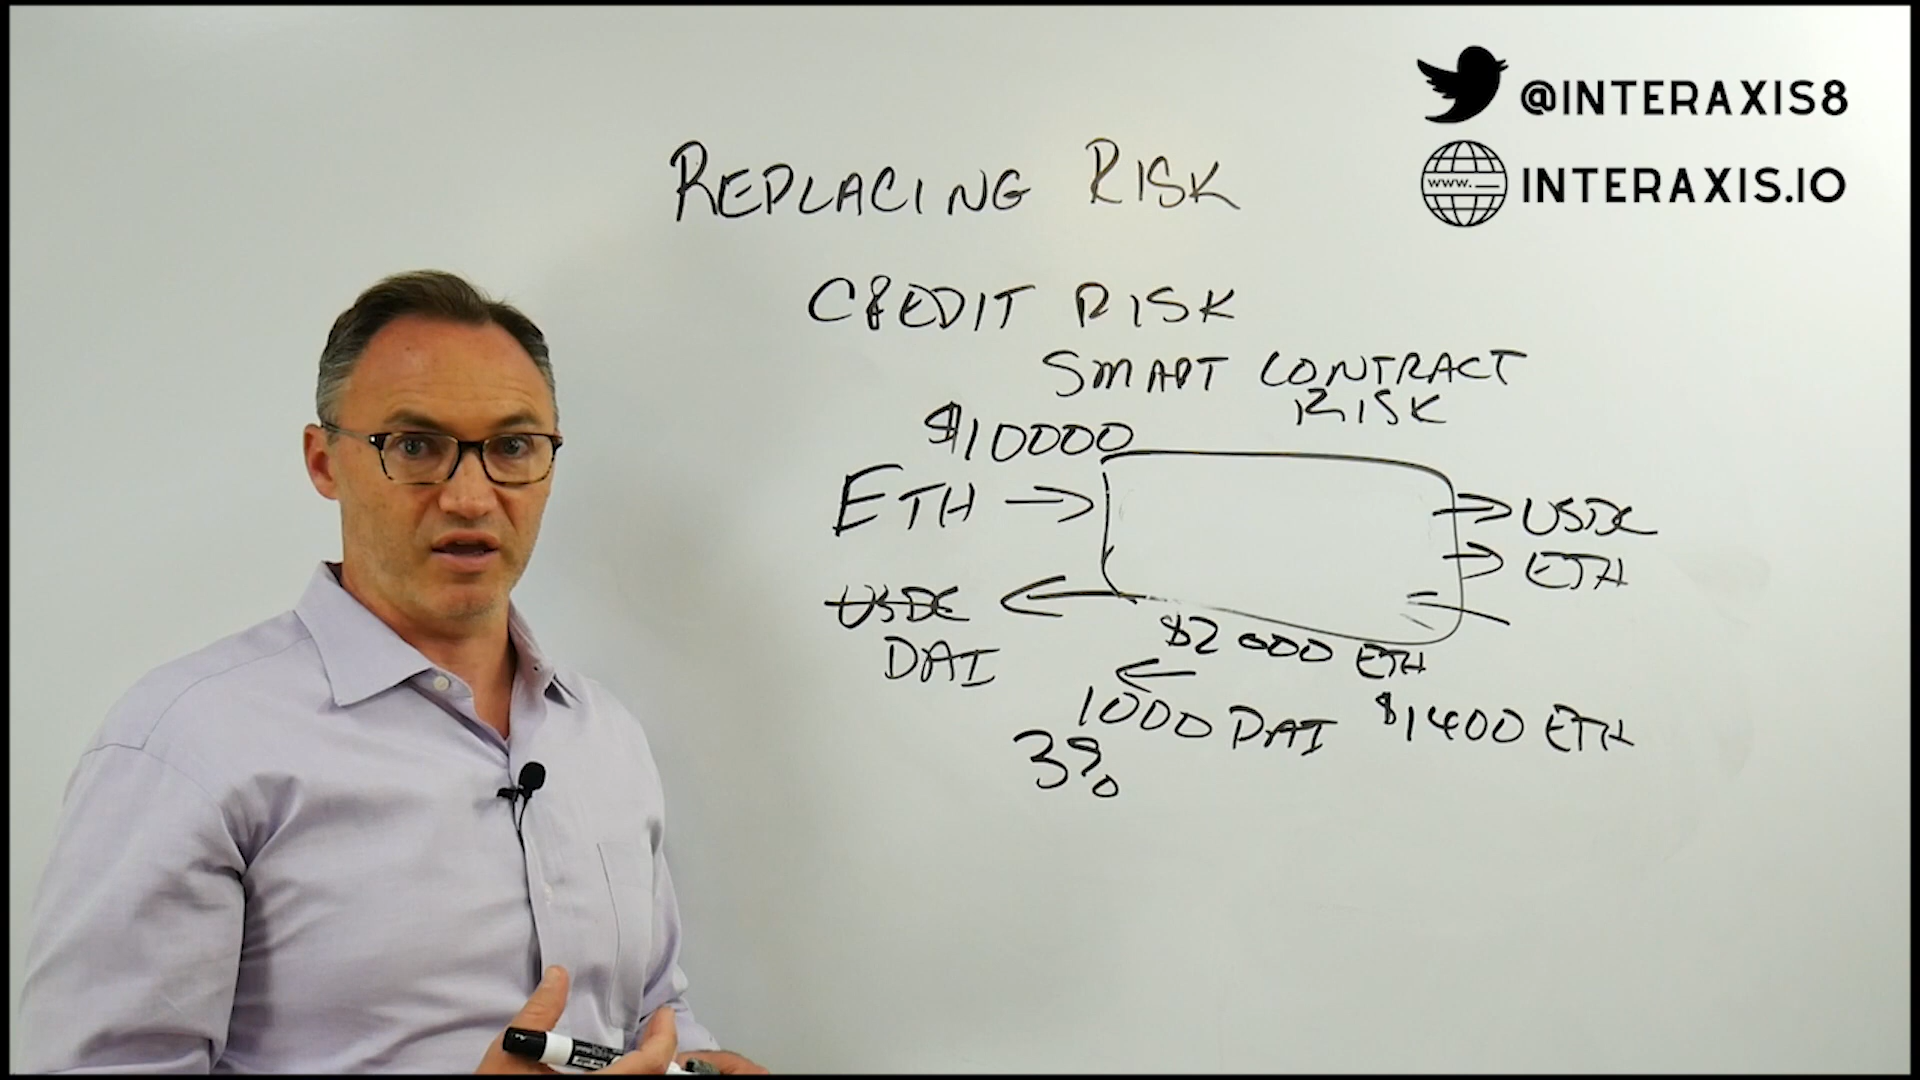 @INTERAXIS8
www.
INTERAXIS.IO
REPLACING RISK
CREDIT RISK
SMART CONTRACT
RISK
$10000
ETH
USDC
ETH
USDC
DAI
$2000 ETH
1000 DAI
$1400 ETH
3%